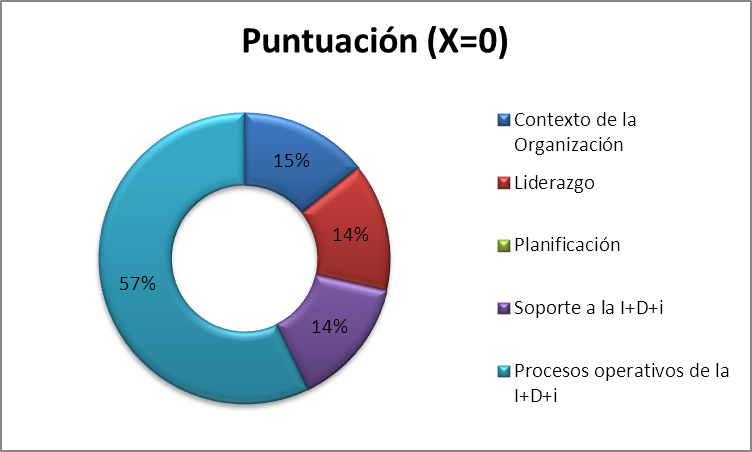 Puntuación (X=0)
15%
14%
14%
57%
Contexto de la
Organización
Liderazgo
Planificación
Soporte a la I+D+i
Procesos operativos de la
I+D+i